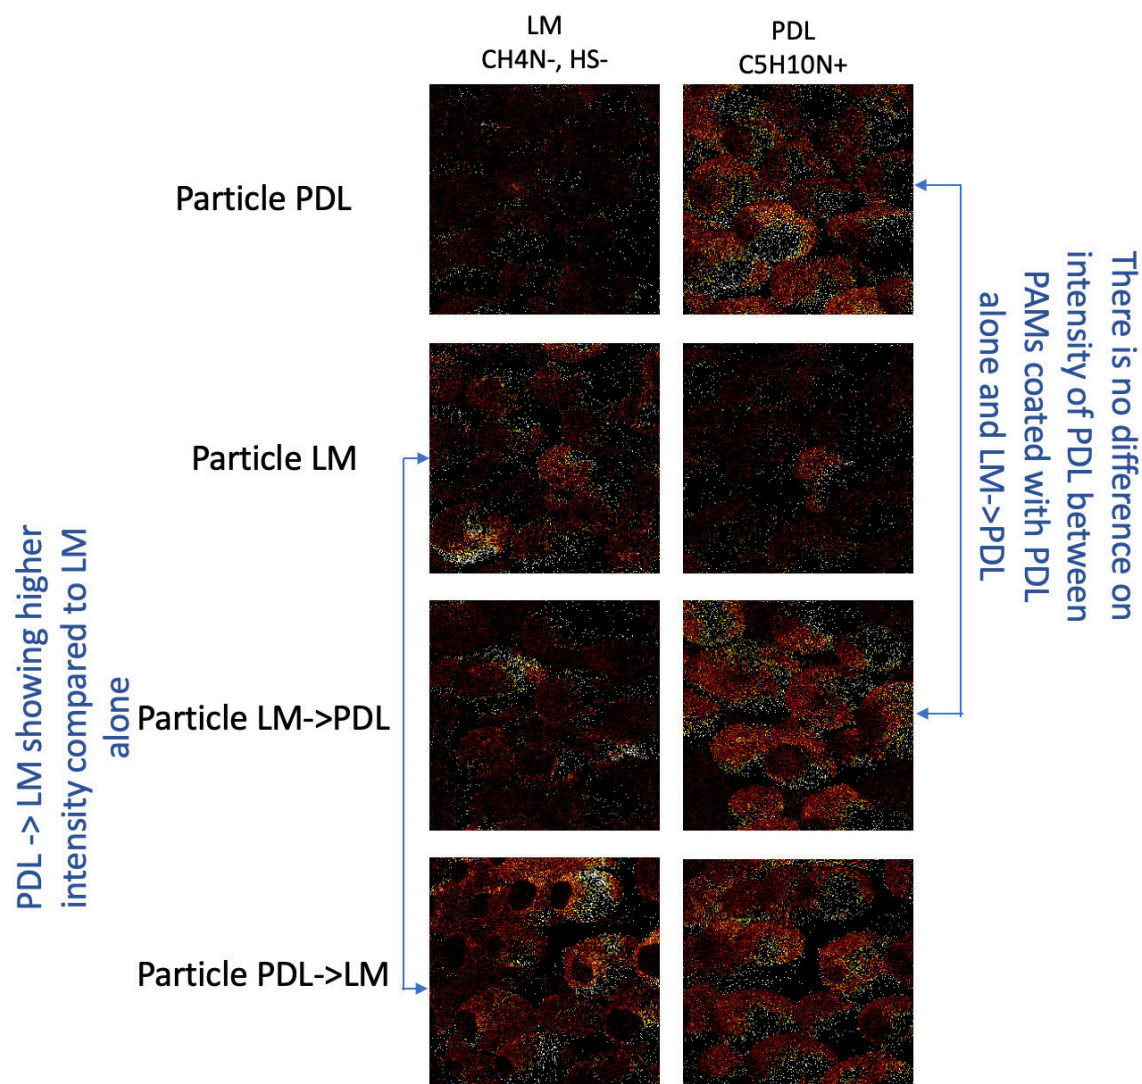 LM
CH4N-, HS-
PDL
C5H10N+
Particle PDL
Particle LM
Particle LM->PDL
Particle PDL->LM
PDL -> LM showing higher
intensity compared to LM
alone
There is no difference on
intensity of PDL between
PAMs coated with PDL
alone and LM->PDL